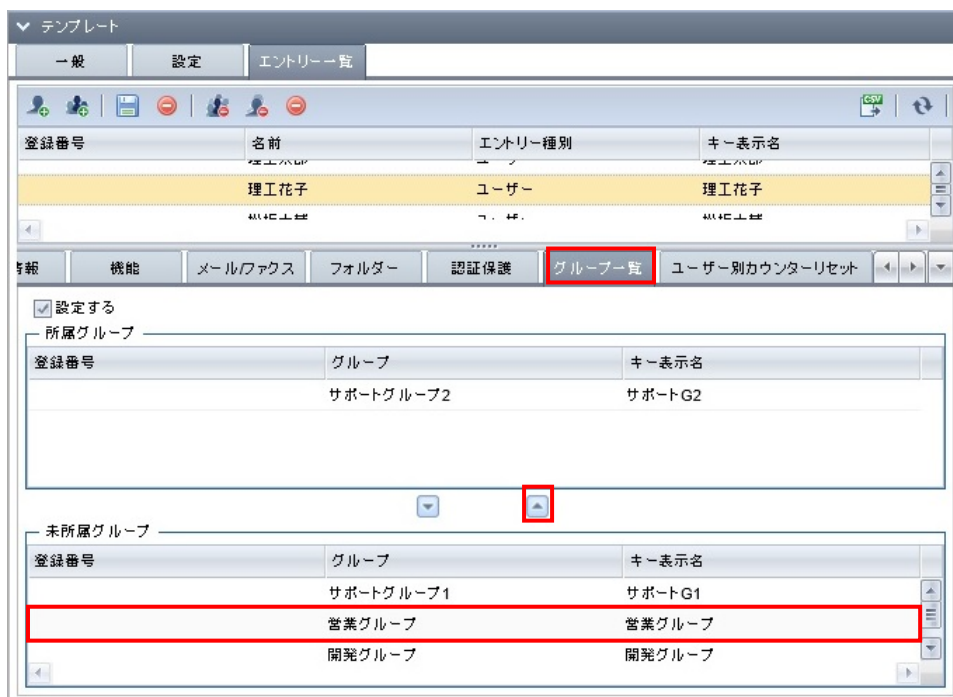 テンプレート
一般 設定 エントリー一覧
CSV
登録番号 名前 エントリー種別 キー表示名
理工花子 ユーザー 理工花子
情報 機能 メール/ファクス フォルダー 認証保護 グループ一覧 ユーザー別カウンターリセット
設定する
所属グループ
登録番号 グループ キー表示名
サポートグループ2 サポートG2
未所属グループ
登録番号 グループ キー表示名
サポートグループ1 サポートG1
営業グループ 営業グループ
開発グループ 開発グループ